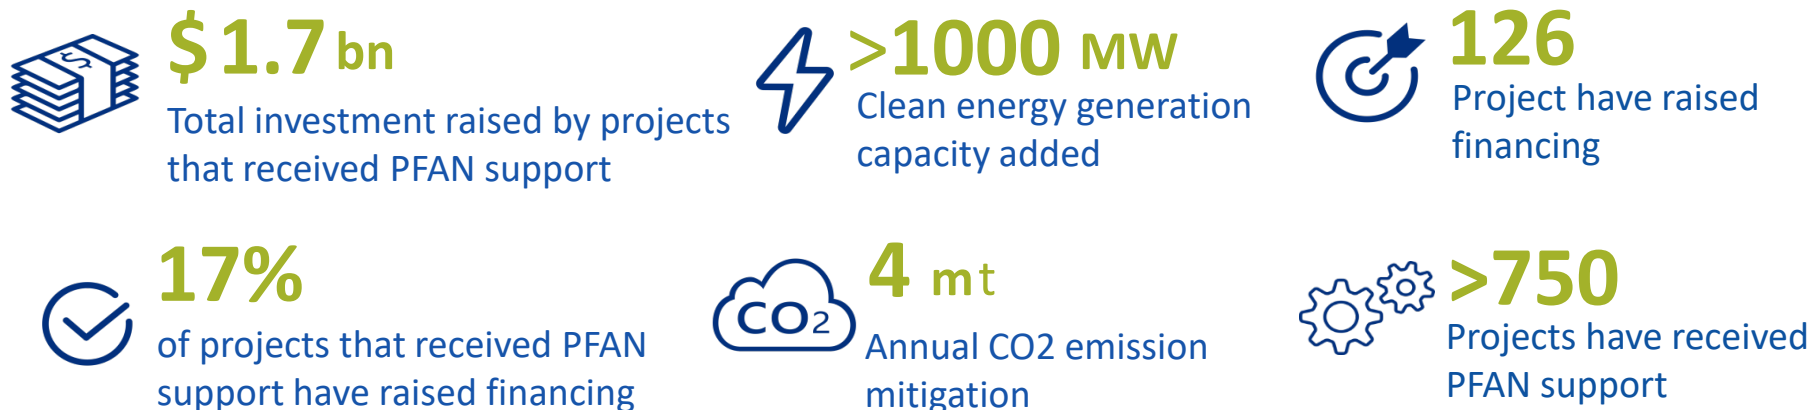 $ 1.7 bn
Total investment raised by projects
that received PFAN support
>1000 MW
Clean energy generation
capacity added
126
Project have raised
financing
17%
of projects that received PFAN
support have raised financing
CO2
4 mt
Annual CO2 emission
mitigation
>750
Projects have received
PFAN support